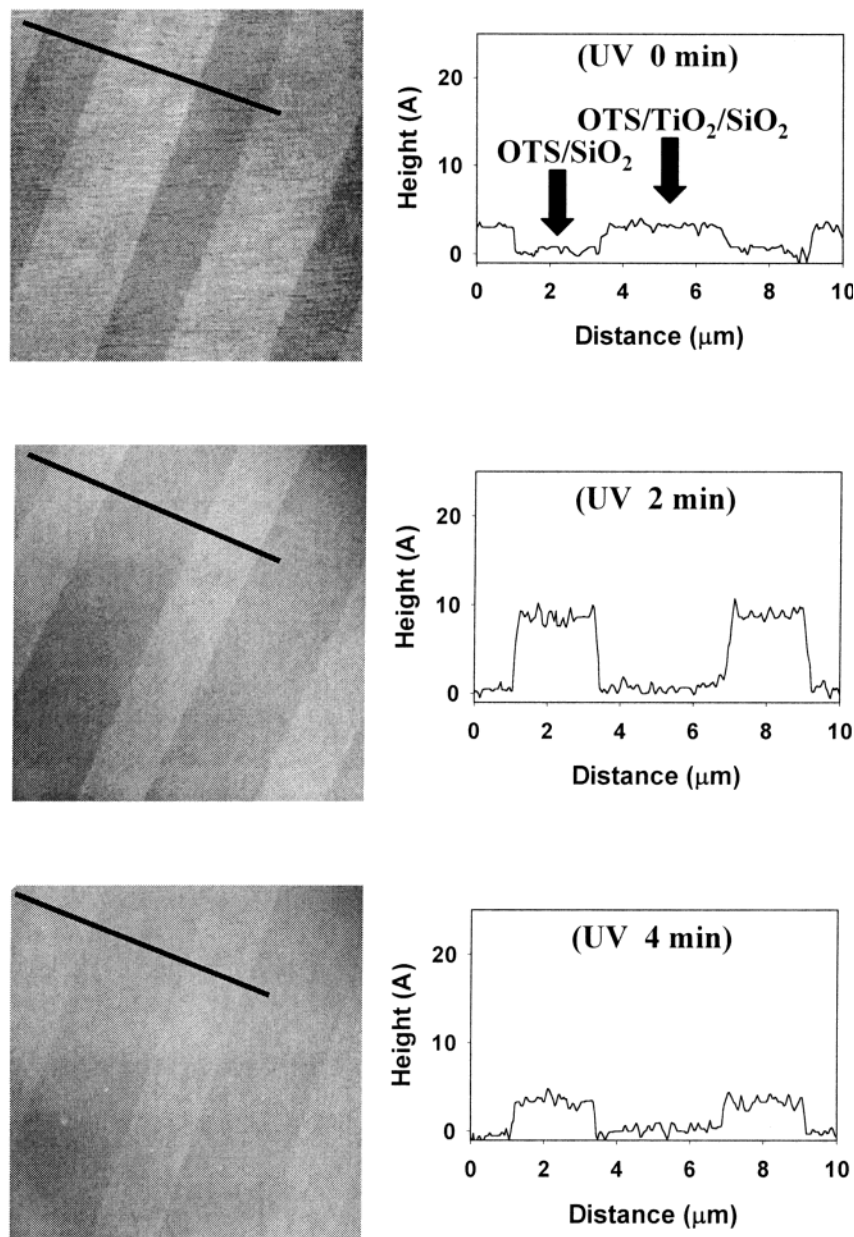 (UV 0 min)
20
10
0
Height (A)
OTS/TiO₂/SiO₂
OTS/SiO₂
0 2 4 6 8 10
Distance (μm)
(UV 2 min)
20
10
0
Height (A)
0 2 4 6 8 10
Distance (μm)
(UV 4 min)
20
10
0
Height (A)
0 2 4 6 8 10
Distance (μm)